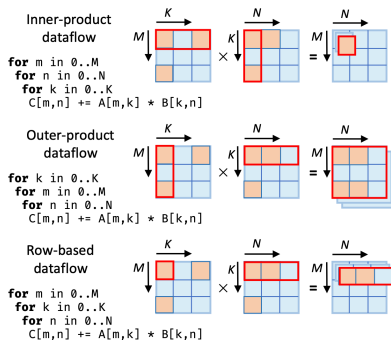 Inner-product
dataflow
for m in 0..M
for n in 0..N
for k in 0..K
C[m,n] += A[m,k] * B[k,n]
K
M
×
N
K
=
N
M
Outer-product
dataflow
for k in 0..K
for m in 0..M
for n in 0..N
C[m,n] += A[m,k] * B[k,n]
K
M
×
N
K
=
N
M
Row-based
dataflow
for m in 0..M
for k in 0..K
for n in 0..N
C[m,n] += A[m,k] * B[k,n]
K
M
×
N
K
=
N
M